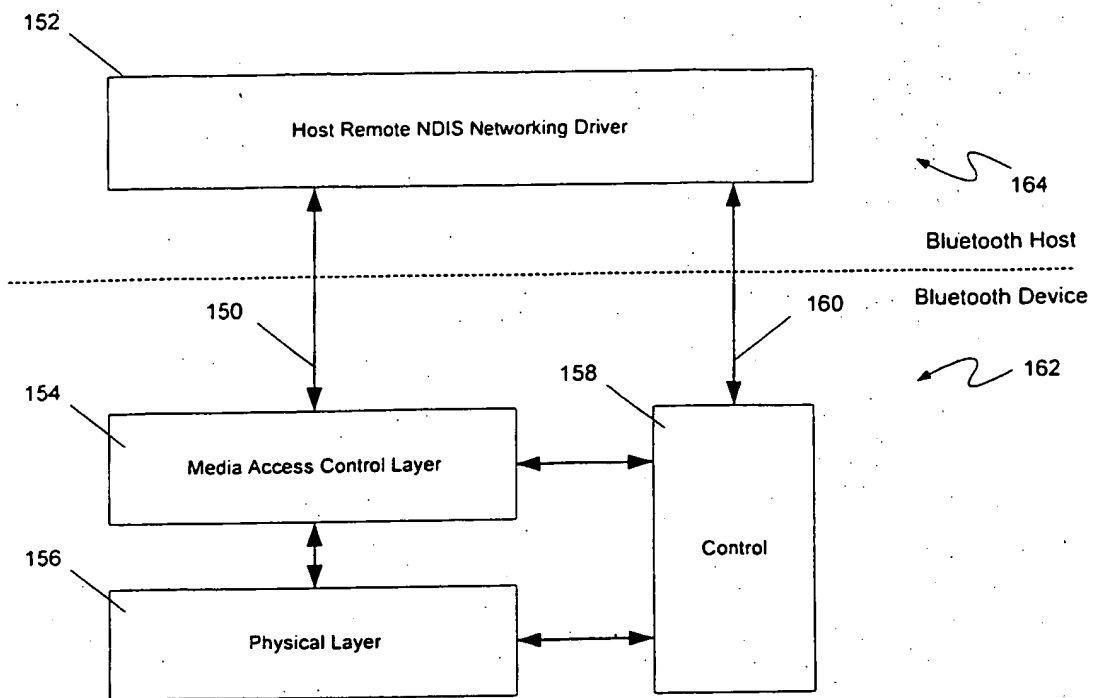 152
Host Remote NDIS Networking Driver
164
Bluetooth Host
Bluetooth Device
150
160
162
154
158
Media Access Control Layer
Control
156
Physical Layer